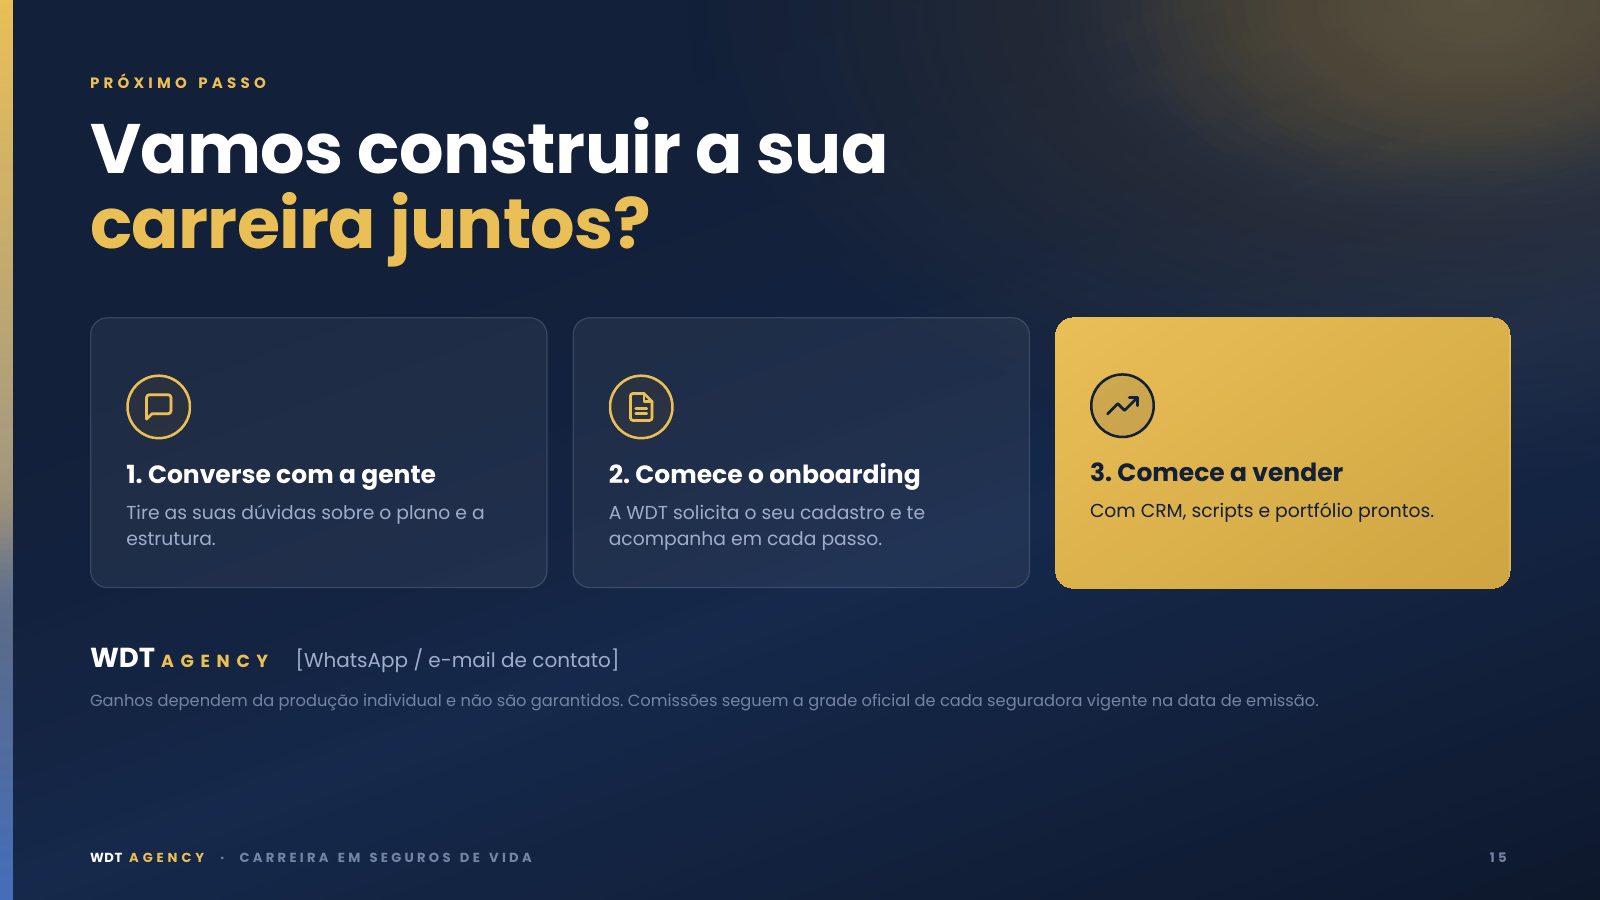 PRÓXIMO PASSO
Vamos construir a sua
carreira juntos?
1. Converse com a gente
Tire as suas dúvidas sobre o plano e a
estrutura.
2. Comece o onboarding
A WDT solicita o seu cadastro e te
acompanha em cada passo.
3. Comece a vender
Com CRM, scripts e portfólio prontos.
WDT AGENCY [WhatsApp / e-mail de contato]
Ganhos dependem da produção individual e não são garantidos. Comissões seguem a grade oficial de cada seguradora vigente na data de emissão.
WDT AGENCY · CARREIRA EM SEGUROS DE VIDA
15